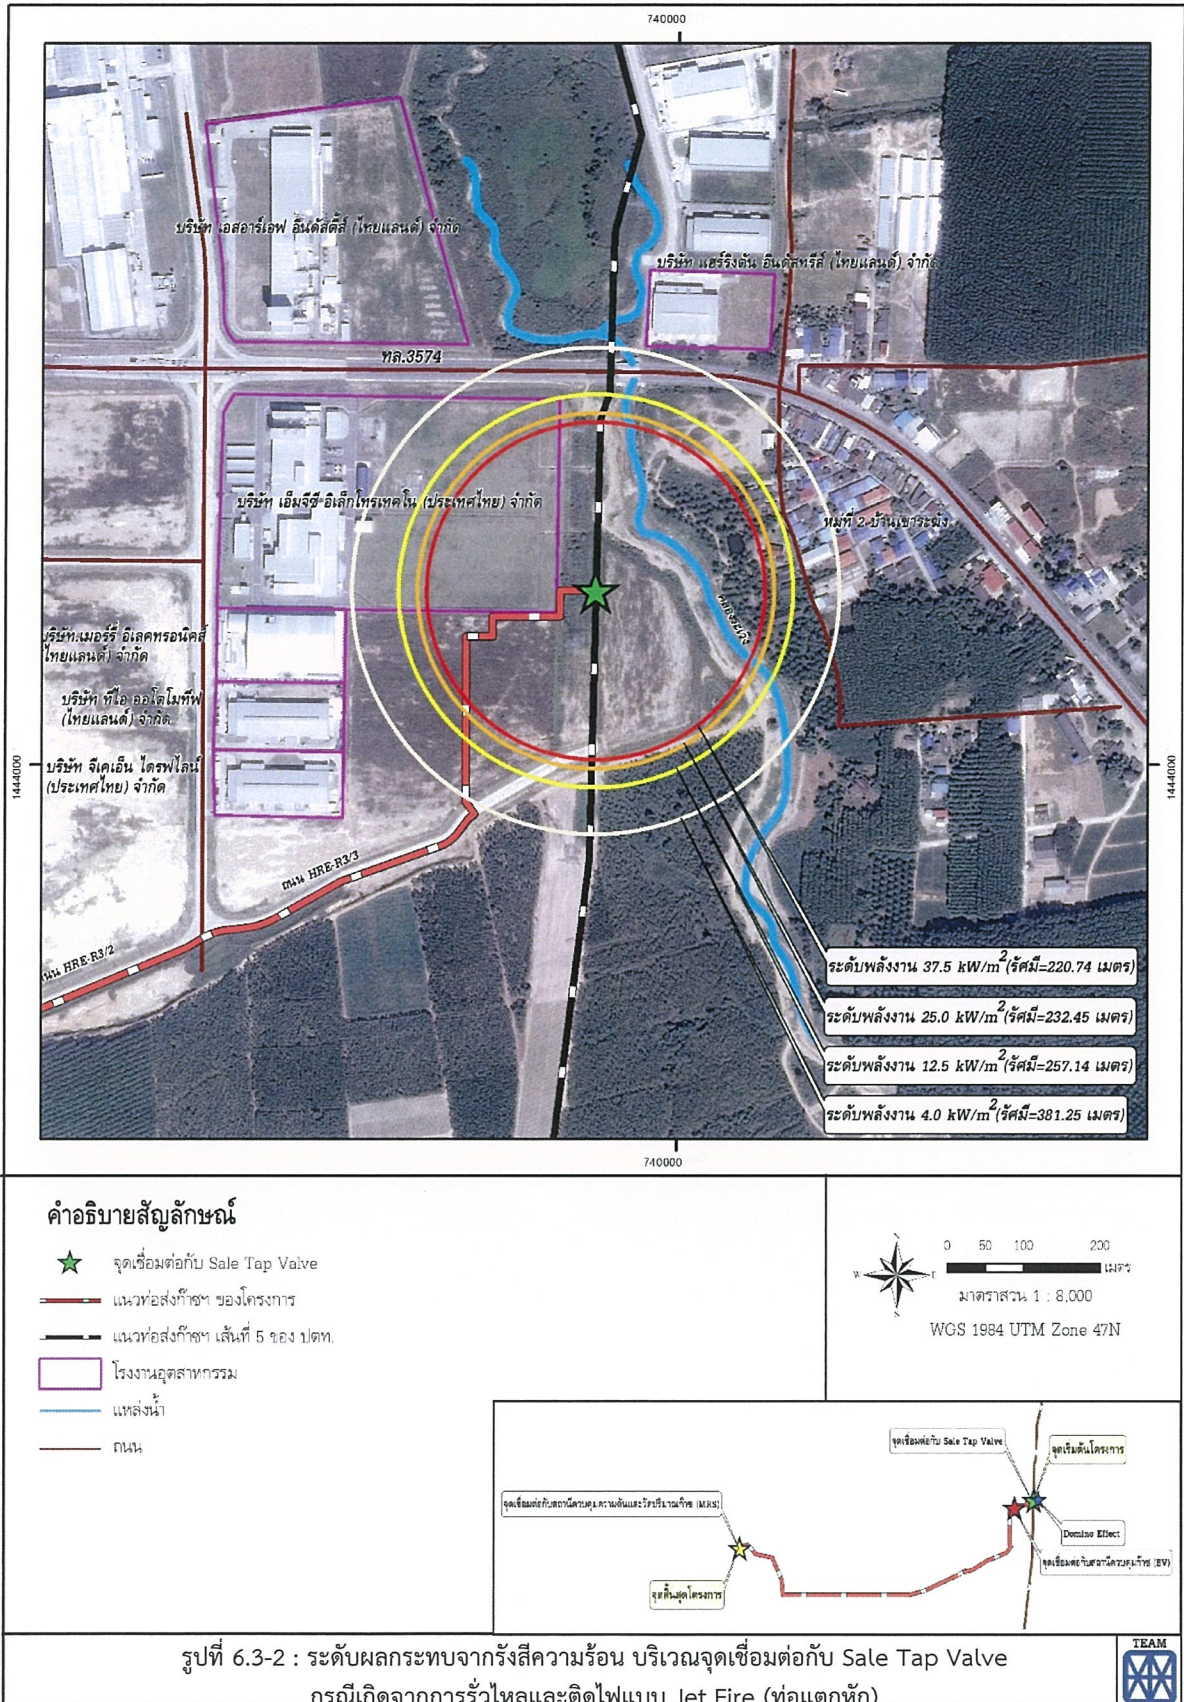 740000
บริษัท เอสอาร์เอฟ อินดัสตี้ส์ (ไทยแลนด์) จำกัด
บริษัท แฮร์ริงตัน อินดัสทรีส์ (ไทยแลนด์) จำกัด
ทล.3574
บริษัท เอ็มจีซี อิเล็กโทรเทคโน (ประเทศไทย) จำกัด
หมู่ที่ 2 บ้านเขาระฆัง
คลองระเวิง
บริษัท.เมอร์รี่ อิเลคทรอนิคส์
(ไทยแลนด์) จำกัด
บริษัท ทีไอ ออโตโมทีฟ
(ไทยแลนด์) จำกัด
บริษัท จีเคเอ็น ไดรฟไลน์
(ประเทศไทย) จำกัด
1444000
1444000
ถนน HRE-R3/3
ถนน HRE-R3/2
ระดับพลังงาน 37.5 kW/m²(รัศมี=220.74 เมตร)
ระดับพลังงาน 25.0 kW/m²(รัศมี=232.45 เมตร)
ระดับพลังงาน 12.5 kW/m²(รัศมี=257.14 เมตร)
ระดับพลังงาน 4.0 kW/m²(รัศมี=381.25 เมตร)
740000
คำอธิบายสัญลักษณ์
จุดเชื่อมต่อกับ Sale Tap Valve
แนวท่อส่งก๊าซฯ ของโครงการ
แนวท่อส่งก๊าซฯ เส้นที่ 5 ของ ปตท.
โรงงานอุตสาหกรรม
แหล่งน้ำ
ถนน
W E
0 50 100 200
เมตร
มาตราส่วน 1 : 8,000
WGS 1984 UTM Zone 47N
จุดเชื่อมต่อกับ Sale Tap Valve
จุดเริ่มต้นโครงการ
จุดเชื่อมต่อกับสถานีควบคุมความดันและวัดปริมาณก๊าซ (MRS)
Domino Effect
จุดเชื่อมต่อกับสถานีควบคุมก๊าซ (BV)
จุดสิ้นสุดโครงการ
รูปที่ 6.3-2 : ระดับผลกระทบจากรังสีความร้อน บริเวณจุดเชื่อมต่อกับ Sale Tap Valve
กรณีเกิดจากการรั่วไหลและติดไฟแบบ Jet Fire (ท่อแตกหัก)
TEAM